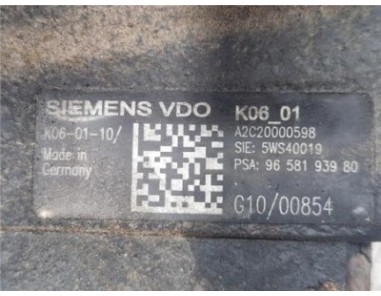 SIEMENS VDO K06_01
K06-01-10/ A2C20000598
Made in SIE: 5WS40019
Germany PSA: 96 581 939 80
G10/00854